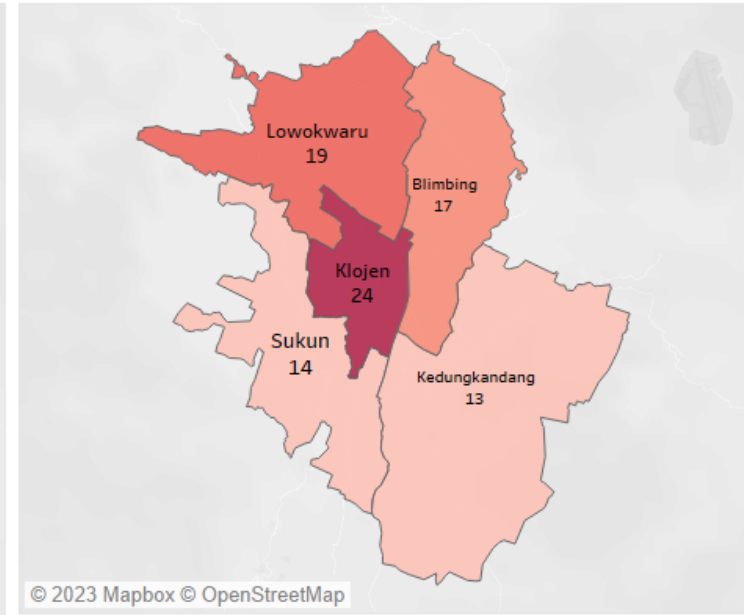 Lowokwaru
19
Blimbing
17
Klojen
24
Sukun
14
Kedungkandang
13
© 2023 Mapbox © OpenStreetMap